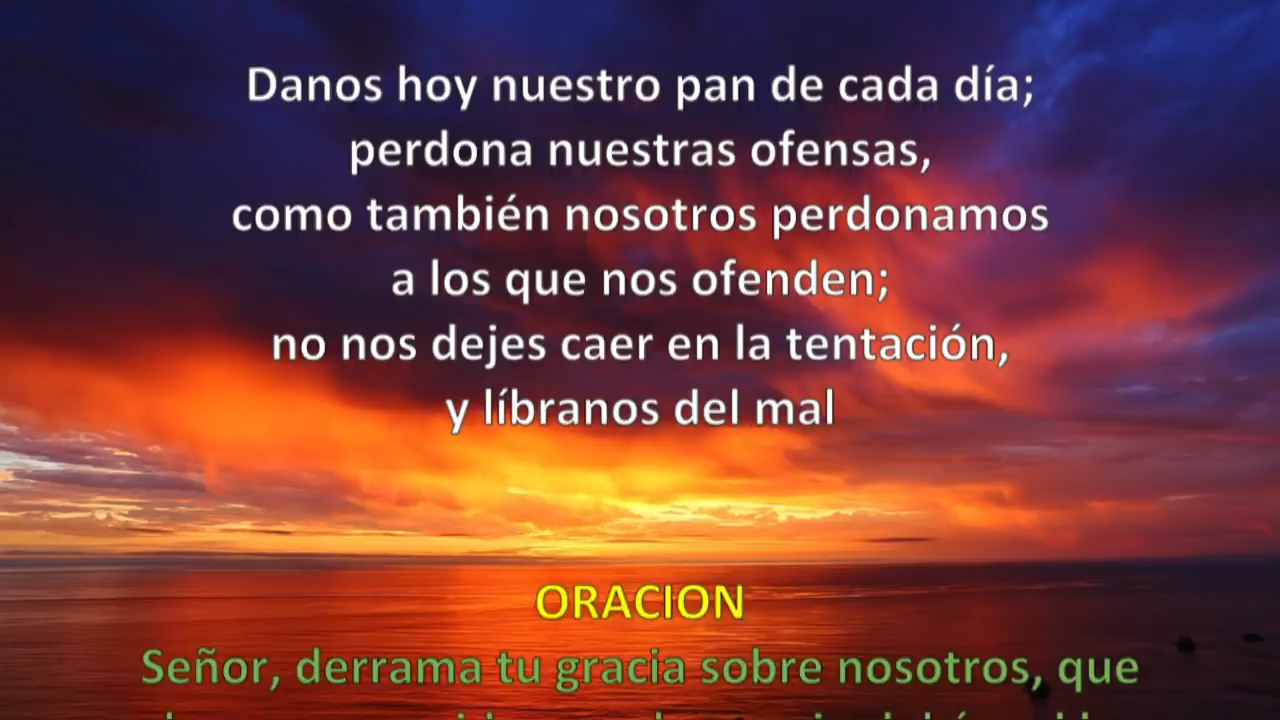 Danos hoy nuestro pan de cada día;
perdona nuestras ofensas,
como también nosotros perdonamos
a los que nos ofenden;
no nos dejes caer en la tentación,
y líbranos del mal
ORACION
Señor, derrama tu gracia sobre nosotros, que